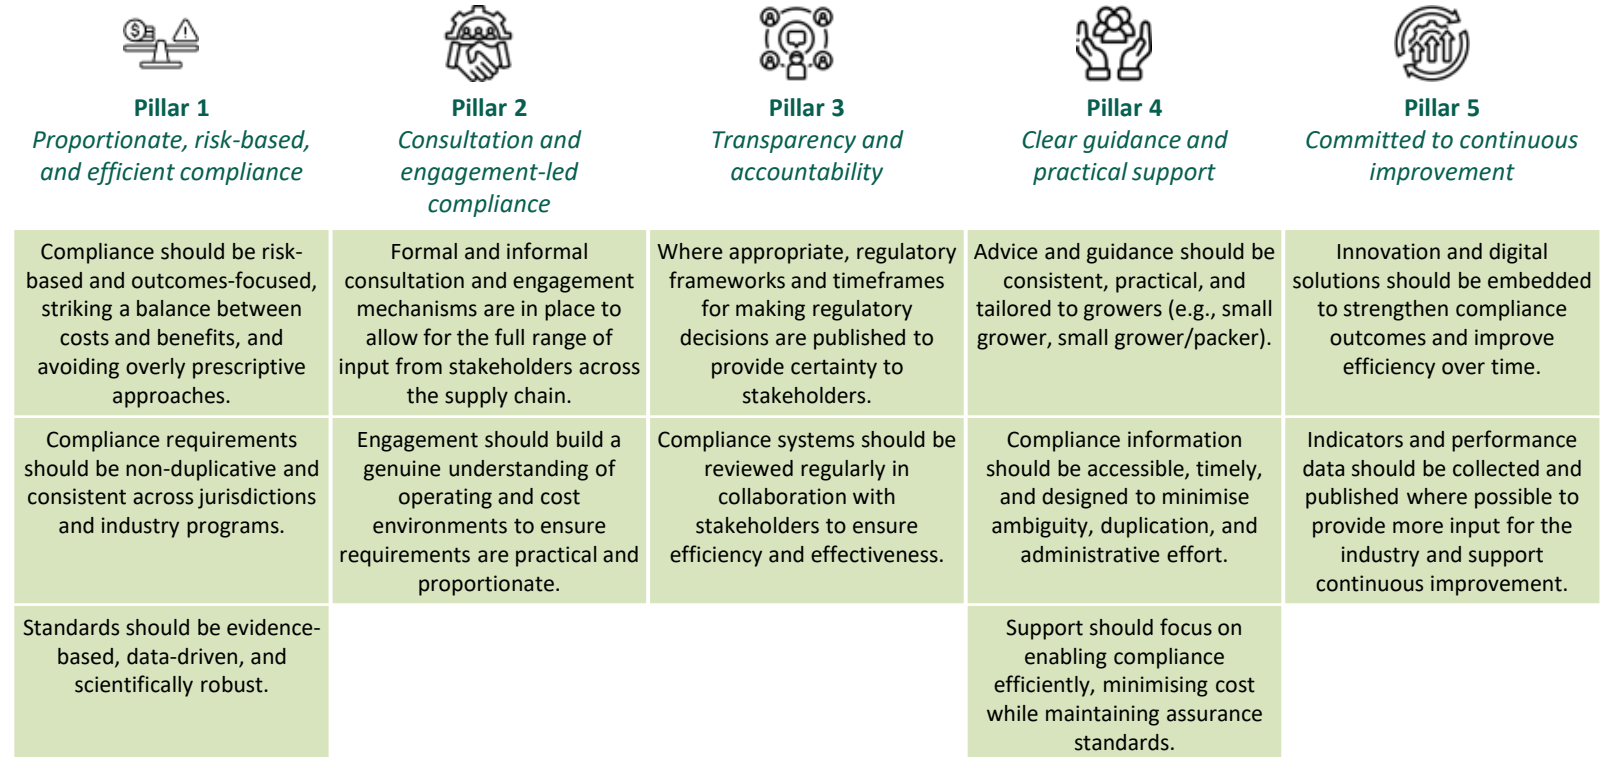 Pillar 1
Proportionate, risk-based,
and efficient compliance
Pillar 2
Consultation and
engagement-led
compliance
Pillar 3
Transparency and
accountability
Pillar 4
Clear guidance and
practical support
Pillar 5
Committed to continuous
improvement
Compliance should be risk-
based and outcomes-focused,
striking a balance between
costs and benefits, and
avoiding overly prescriptive
approaches.
Formal and informal
consultation and engagement
mechanisms are in place to
allow for the full range of
input from stakeholders across
the supply chain.
Where appropriate, regulatory
frameworks and timeframes
for making regulatory
decisions are published to
provide certainty to
stakeholders.
Advice and guidance should be
consistent, practical, and
tailored to growers (e.g., small
grower, small grower/packer).
Innovation and digital
solutions should be embedded
to strengthen compliance
outcomes and improve
efficiency over time.
Compliance requirements
should be non-duplicative and
consistent across jurisdictions
and industry programs.
Engagement should build a
genuine understanding of
operating and cost
environments to ensure
requirements are practical and
proportionate.
Compliance systems should be
reviewed regularly in
collaboration with
stakeholders to ensure
efficiency and effectiveness.
Compliance information
should be accessible, timely,
and designed to minimise
ambiguity, duplication, and
administrative effort.
Indicators and performance
data should be collected and
published where possible to
provide more input for the
industry and support
continuous improvement.
Standards should be evidence-
based, data-driven, and
scientifically robust.
Support should focus on
enabling compliance
efficiently, minimising cost
while maintaining assurance
standards.